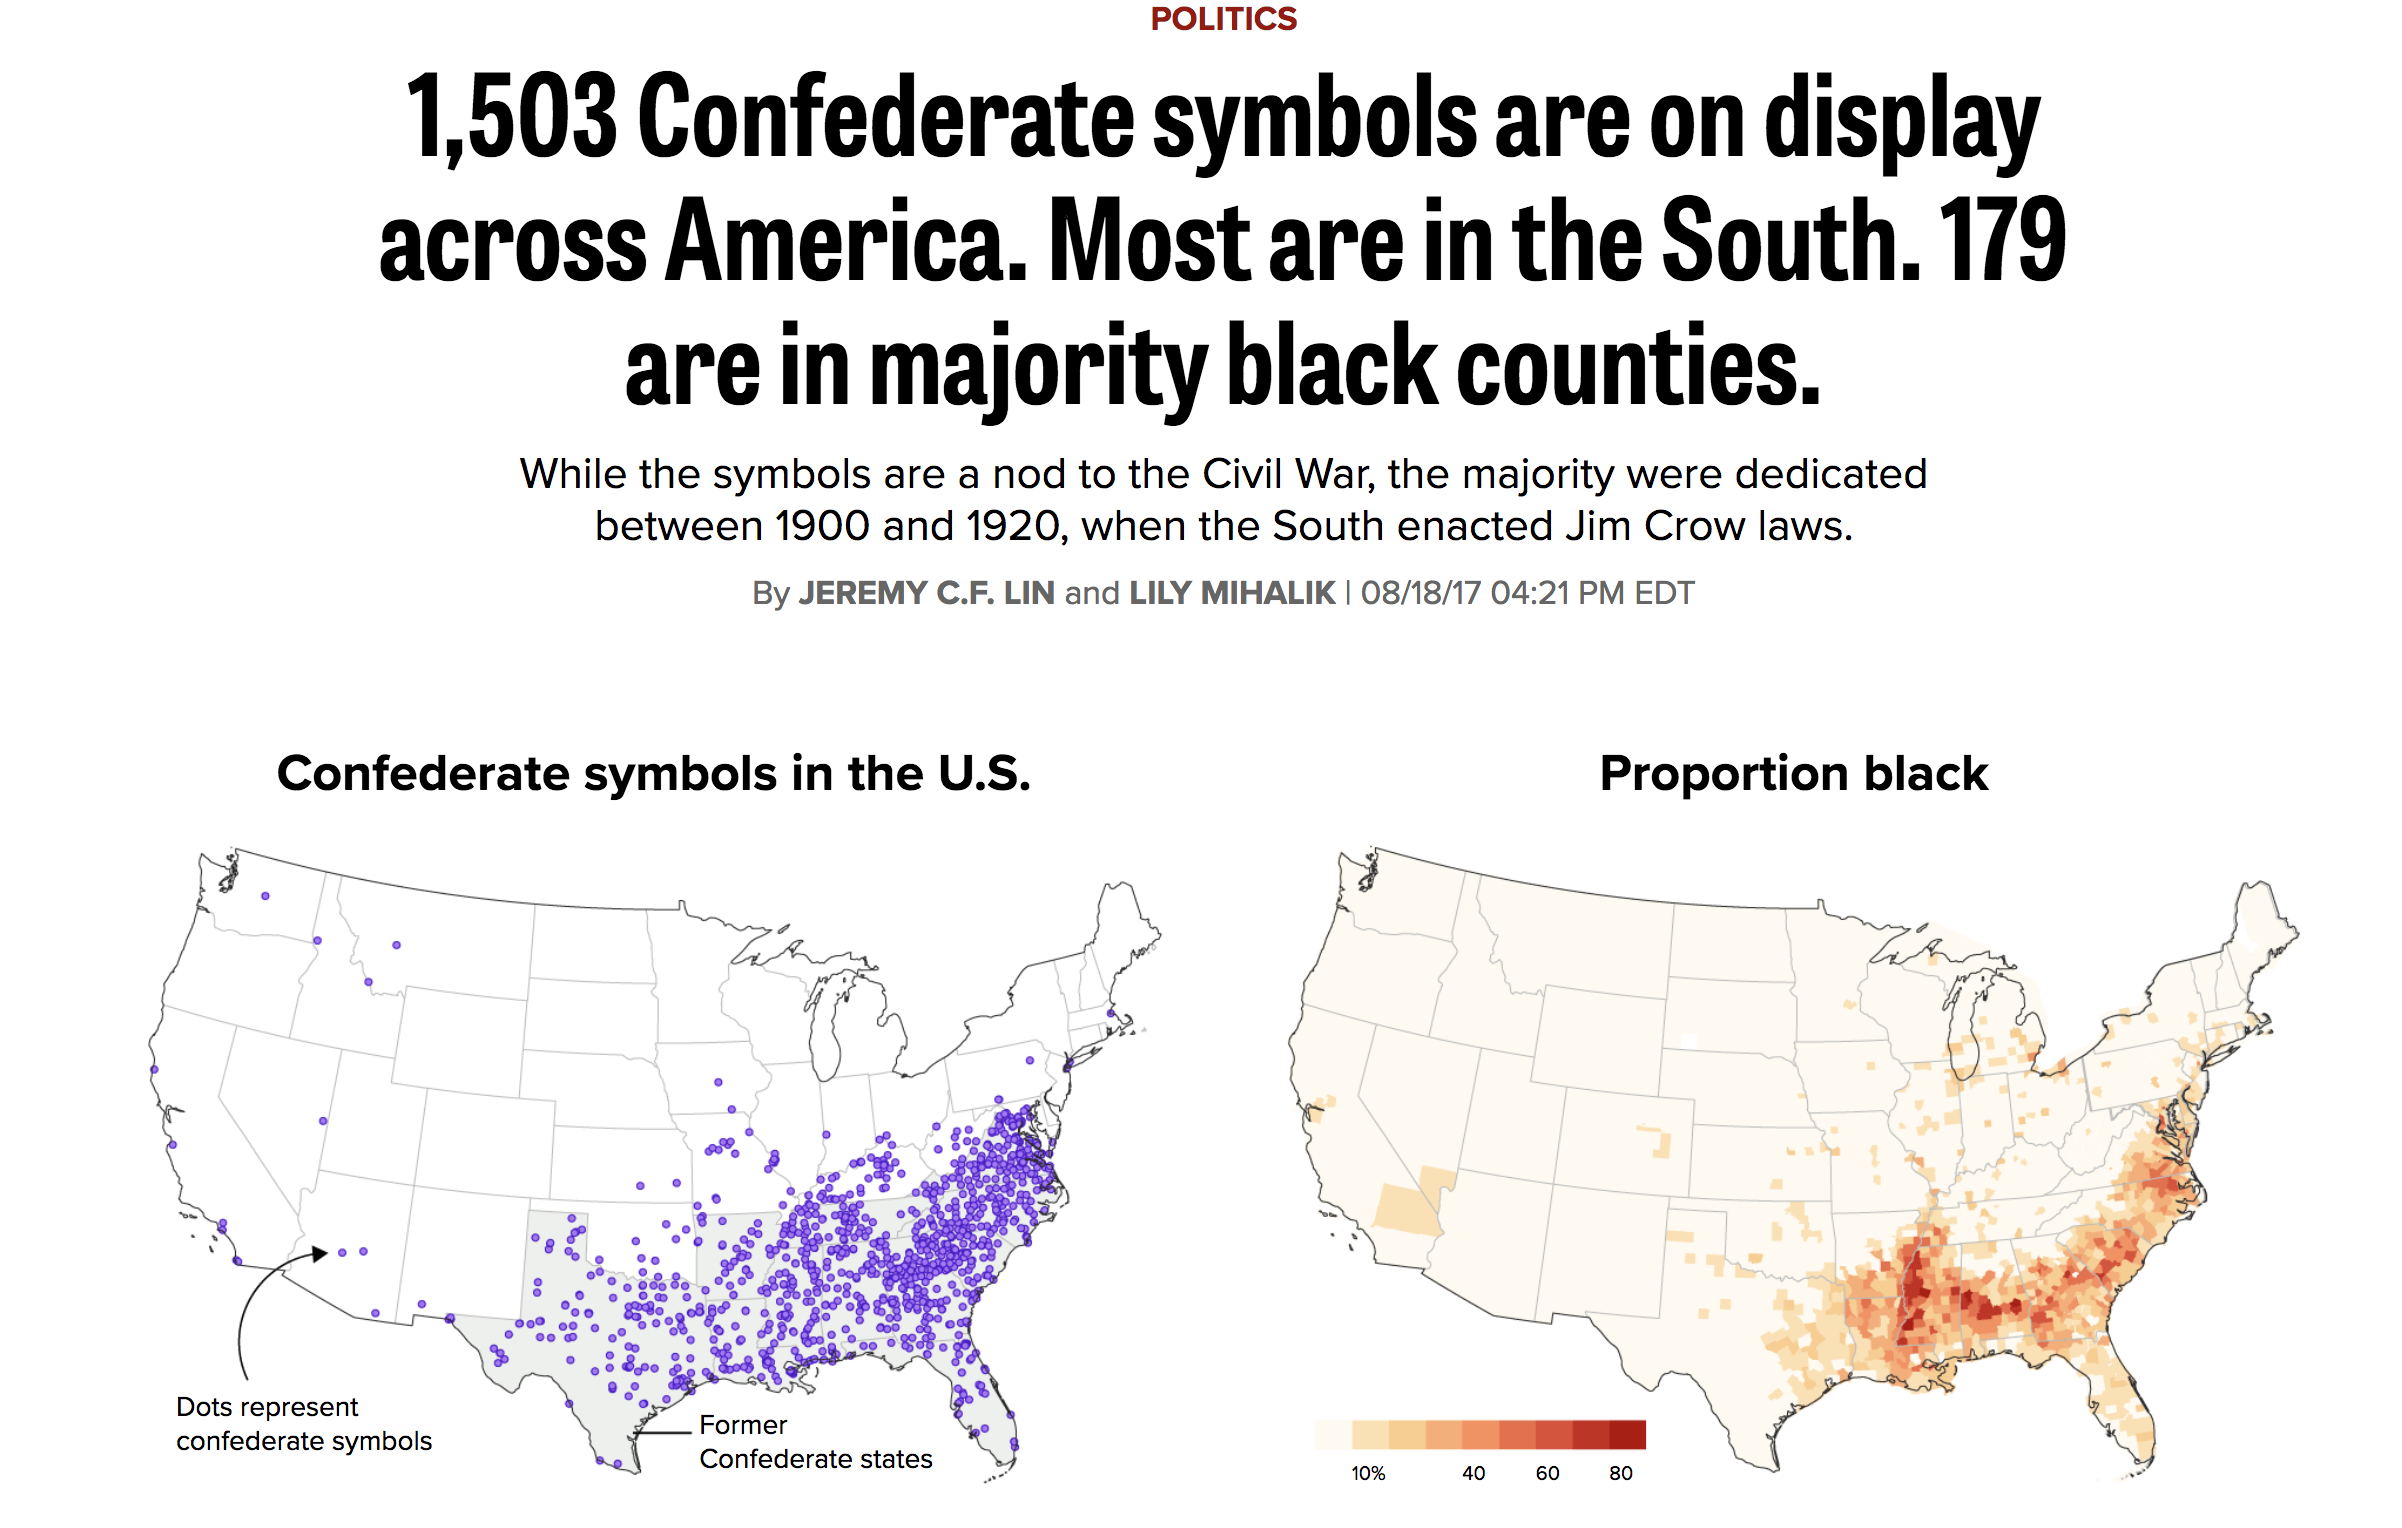 POLITICS
1,503 Confederate symbols are on display
across America. Most are in the South. 179
are in majority black counties.
While the symbols are a nod to the Civil War, the majority were dedicated
between 1900 and 1920, when the South enacted Jim Crow laws.
By JEREMY C.F. LIN and LILY MIHALIK | 08/18/17 04:21 PM EDT
Confederate symbols in the U.S.
Dots represent
confederate symbols
Former
Confederate states
Proportion black
10% 40 60 80